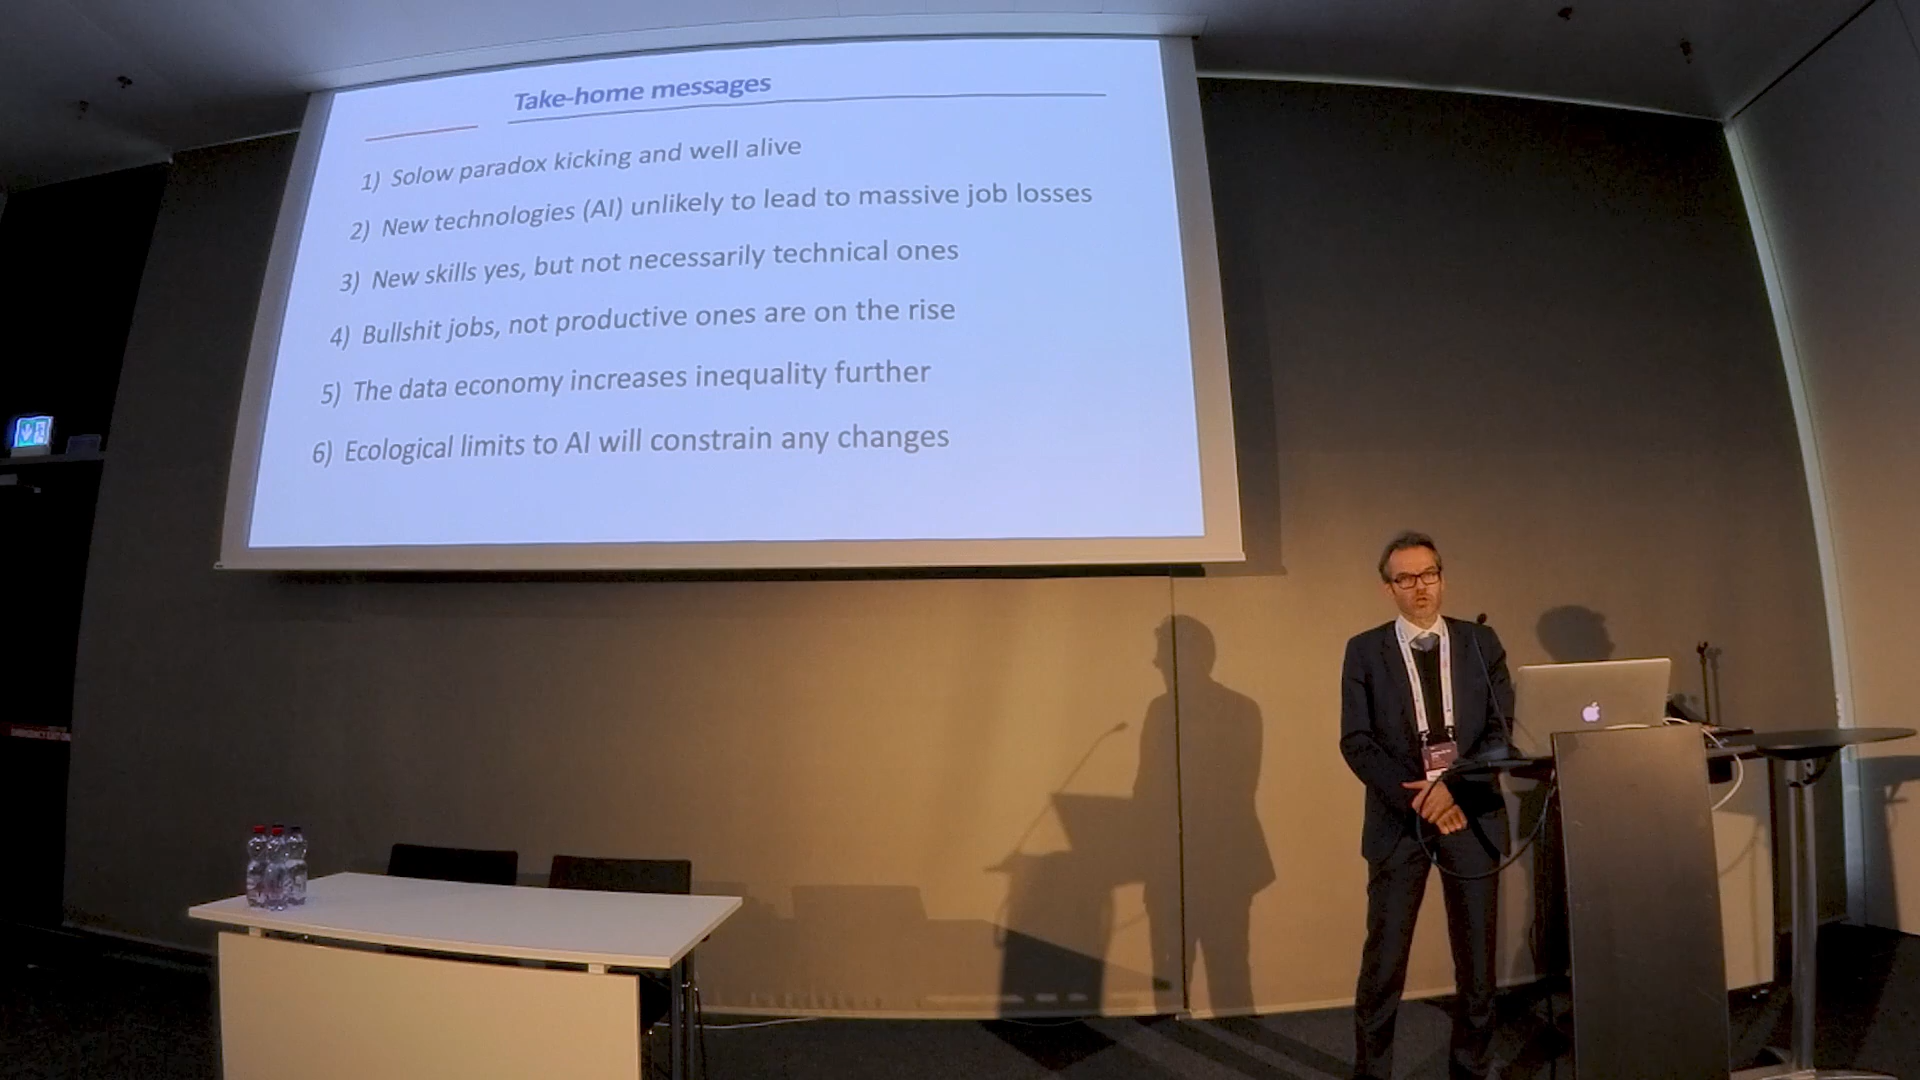 Take-home messages
1) Solow paradox kicking and well alive
2) New technologies (AI) unlikely to lead to massive job losses
3) New skills yes, but not necessarily technical ones
4) Bullshit jobs, not productive ones are on the rise
5) The data economy increases inequality further
6) Ecological limits to AI will constrain any changes